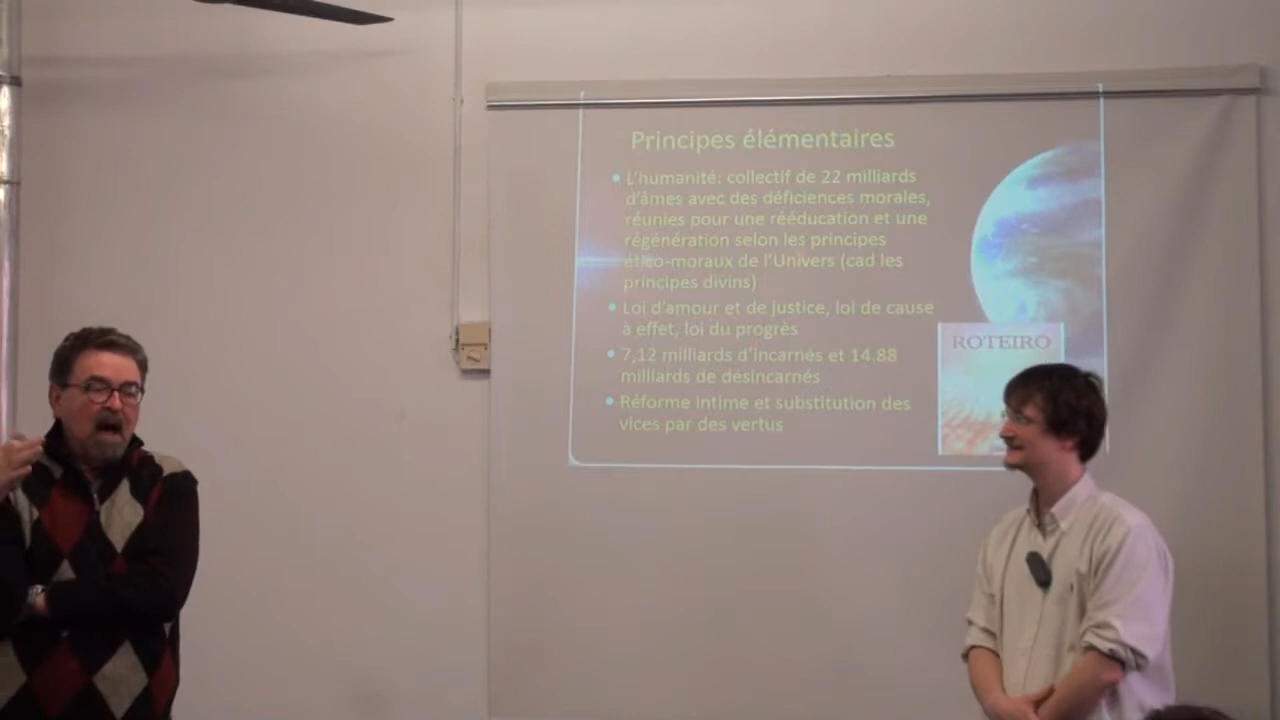 Principes élémentaires
• L'humanité: collectif de 22 milliards
d'âmes avec des déficiences morales,
réunies pour une rééducation et une
régénération selon les principes
ético-moraux de l'Univers (cad les
principes divins)
• Loi d'amour et de justice, loi de cause
à effet, loi du progrès
• 7,12 milliards d'incarnés et 14.88
milliards de désincarnés
• Réforme Intime et substitution des
vices par des vertus
ROTEIRO